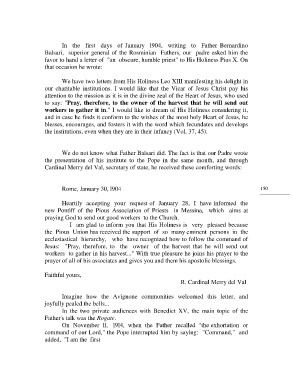 In the first days of January 1904, writing to Father Bernardino
Balsari, superior general of the Rosminian Fathers, our padre asked him the
favor to hand a letter of "an obscure, humble priest" to His Holiness Pius X. On
that occasion he wrote:
We have two letters from His Holiness Leo XIII manifesting his delight in
our charitable institutions. I would like that the Vicar of Jesus Christ pay his
attention to the mission as it is in the divine zeal of the Heart of Jesus, who used
to say: "Pray, therefore, to the owner of the harvest that he will send out
workers to gather it in." I would like to dream of His Holiness considering it,
and in case he finds it conform to the wishes of the most holy Heart of Jesus, he
blesses, encourages, and fosters it with the word which fecundates and develops
the institutions, even when they are in their infancy (Vol. 37, 45).
We do not know what Father Balsari did. The fact is that our Padre wrote
the presentation of his institute to the Pope in the same month, and through
Cardinal Merry del Val, secretary of state, he received these comforting words:
Rome, January 30, 1904
150
Heartily accepting your request of January 28, I have informed the
new Pontiff of the Pious Association of Priests in Messina, which aims at
praying God to send out good workers to the Church.
I am glad to inform you that His Holiness is very pleased because
the Pious Union has received the support of so many eminent persons in the
ecclesiastical hierarchy, who have recognized how to follow the command of
Jesus: "Pray, therefore, to the owner of the harvest that he will send out
workers to gather in his harvest..." With true pleasure he joins his prayer to the
prayer of all of his associates and gives you and them his apostolic blessings.
Faithful yours,
R. Cardinal Merry del Val
Imagine how the Avignone communities welcomed this letter, and
joyfully pealed the bells...
In the two private audiences with Benedict XV, the main topic of the
Father's talk was the Rogate.
On November 11, 1914, when the Father recalled "the exhortation or
command of our Lord," the Pope interrupted him by saying: "Command," and
added, "I am the first